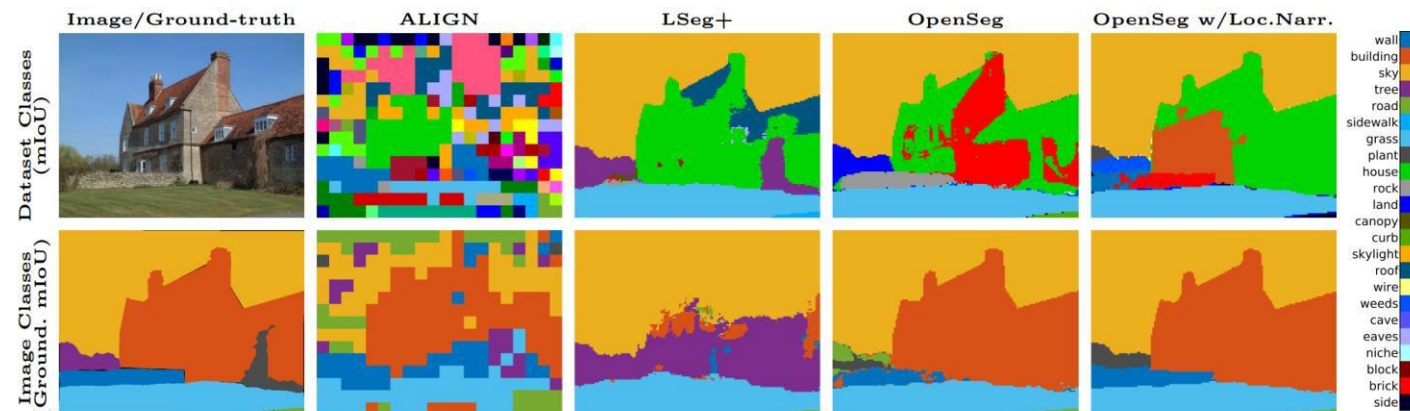 Image/Ground-truth ALIGN LSeg+ OpenSeg OpenSeg w/Loc.Narr.
Dataset Classes
(mIoU)
Image Classes
Ground. mIoU)
wall
building
sky
tree
road
sidewalk
grass
plant
house
rock
land
canopy
curb
skylight
roof
wire
weeds
cave
eaves
niche
block
brick
side